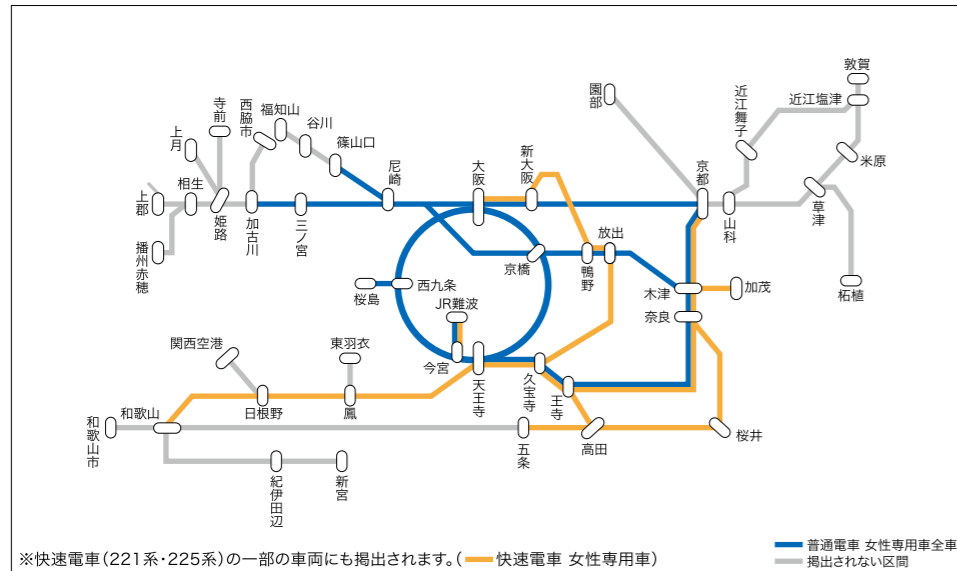 敦賀
近江塩津
園部
近江舞子
寺前
西脇市
福知山
谷川
篠山口
上月
尼崎
大阪
新大阪
京都
米原
相生
上郡
姫路
加古川
三ノ宮
山科
草津
播州赤穂
京橋
鴨野
放出
柘植
桜島
西九条
木津
加茂
JR難波
奈良
関西空港
東羽衣
今宮
天王寺
久宝寺
王寺
和歌山市
和歌山
日根野
鳳
五条
高田
桜井
紀伊田辺
新宮
※快速電車(221系・225系)の一部の車両にも掲出されます。( 快速電車 女性専用車)
普通電車 女性専用車全車
掲出されない区間